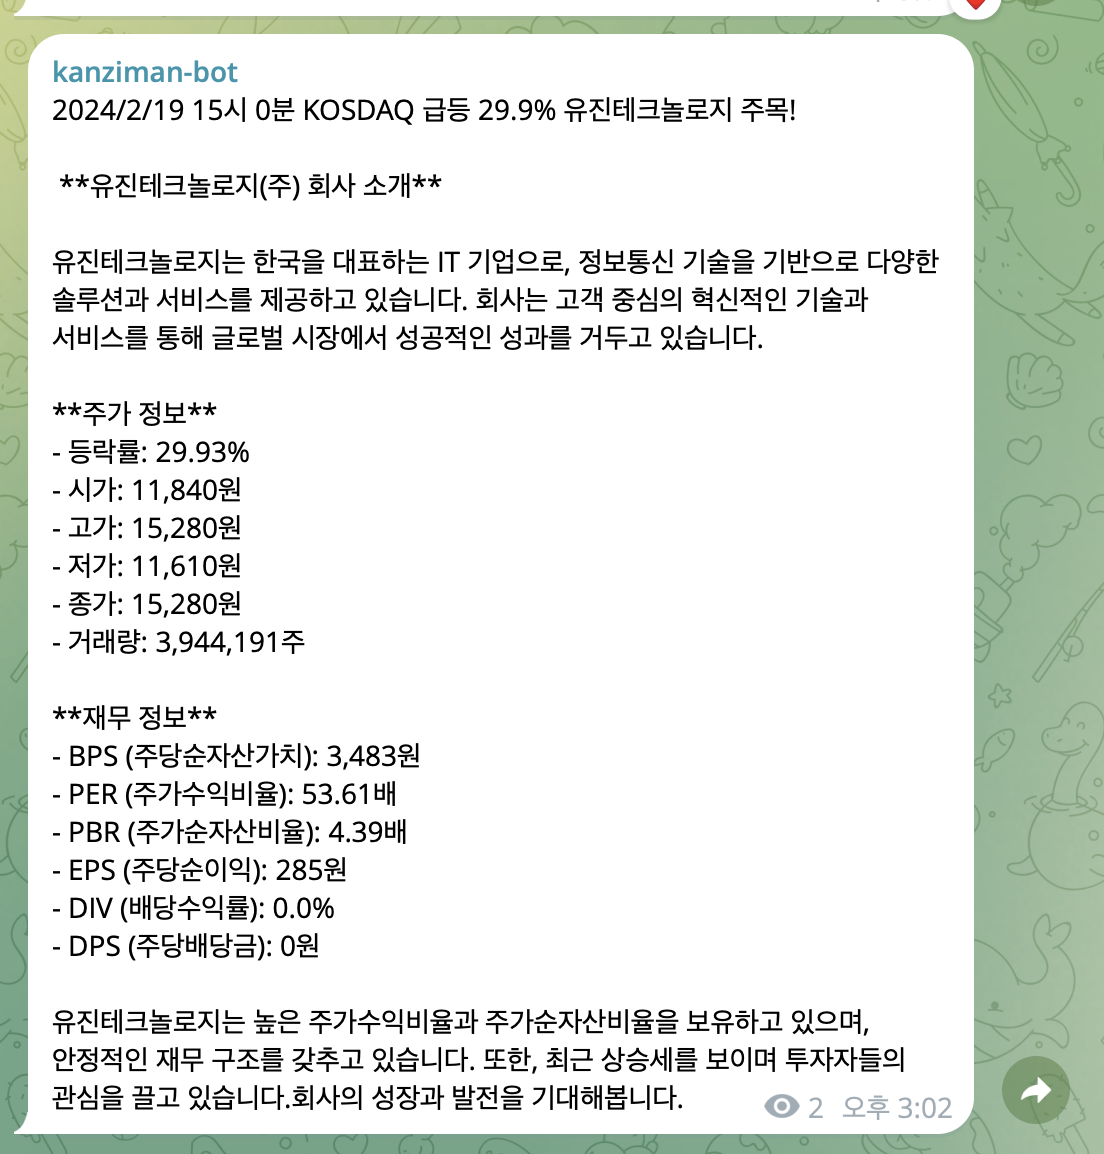 kanziman-bot
2024/2/19 15시 0분 KOSDAQ 급등 29.9% 유진테크놀로지 주목!
**유진테크놀로지(주) 회사 소개**
유진테크놀로지는 한국을 대표하는 IT 기업으로, 정보통신 기술을 기반으로 다양한
솔루션과 서비스를 제공하고 있습니다. 회사는 고객 중심의 혁신적인 기술과
서비스를 통해 글로벌 시장에서 성공적인 성과를 거두고 있습니다.
**주가 정보**
- 등락률: 29.93%
- 시가: 11,840원
- 고가: 15,280원
- 저가: 11,610원
- 종가: 15,280원
- 거래량: 3,944,191주
**재무 정보**
- BPS (주당순자산가치): 3,483원
- PER (주가수익비율): 53.61배
- PBR (주가순자산비율): 4.39배
- EPS (주당순이익): 285원
- DIV (배당수익률): 0.0%
- DPS (주당배당금): 0원
유진테크놀로지는 높은 주가수익비율과 주가순자산비율을 보유하고 있으며,
안정적인 재무 구조를 갖추고 있습니다. 또한, 최근 상승세를 보이며 투자자들의
관심을 끌고 있습니다.회사의 성장과 발전을 기대해봅니다.
2 오후 3:02